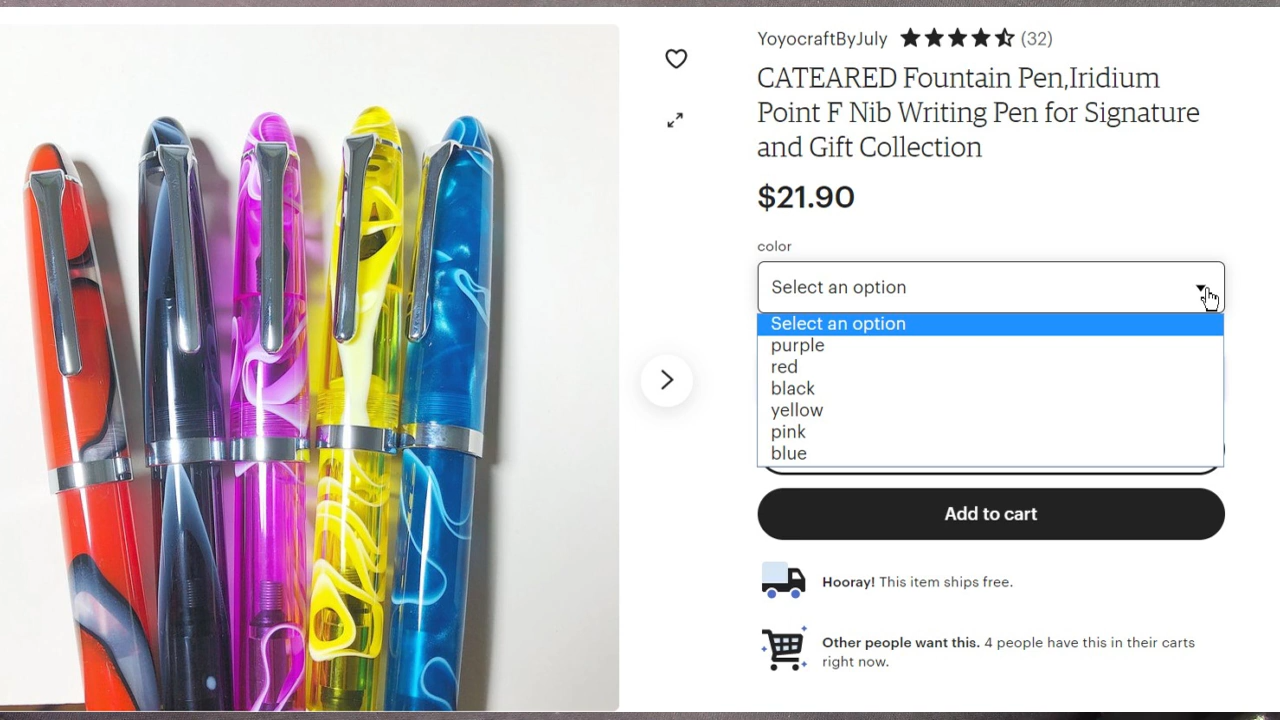 YoyocraftByJuly (32)
CATEARED Fountain Pen,Iridium
Point F Nib Writing Pen for Signature
and Gift Collection
$21.90
color
Select an option
Select an option
purple
red
black
yellow
pink
blue
Add to cart
Hooray! This item ships free.
Other people want this. 4 people have this in their carts
right now.